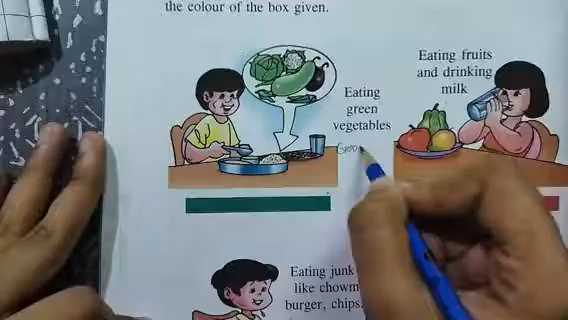 the colour of the box given.
Eating
green
vegetables
Eating fruits
and drinking
milk
Goo
Eating junk
like chowm
burger, chips